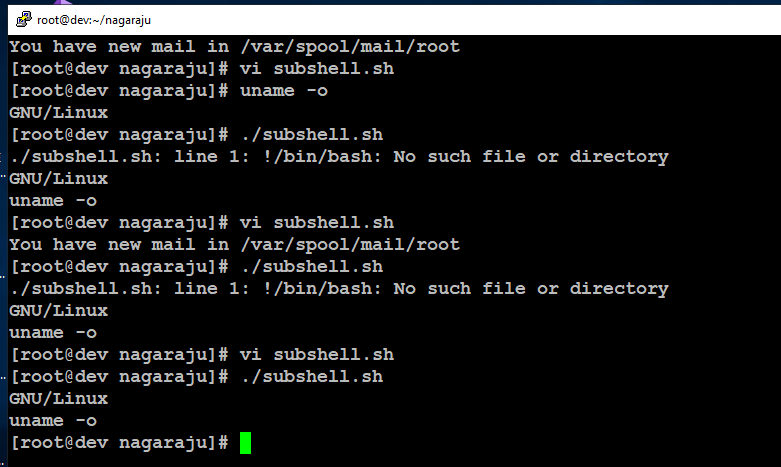 root@dev:~/nagaraju
You have new mail in /var/spool/mail/root
[root@dev nagaraju]# vi subshell.sh
[root@dev nagaraju]# uname -o
GNU/Linux
[root@dev nagaraju]# ./subshell.sh
./subshell.sh: line 1: !/bin/bash: No such file or directory
GNU/Linux
uname -o
[root@dev nagaraju]# vi subshell.sh
You have new mail in /var/spool/mail/root
[root@dev nagaraju]# ./subshell.sh
./subshell.sh: line 1: !/bin/bash: No such file or directory
GNU/Linux
uname -o
[root@dev nagaraju]# vi subshell.sh
[root@dev nagaraju]# ./subshell.sh
GNU/Linux
uname -o
[root@dev nagaraju]#